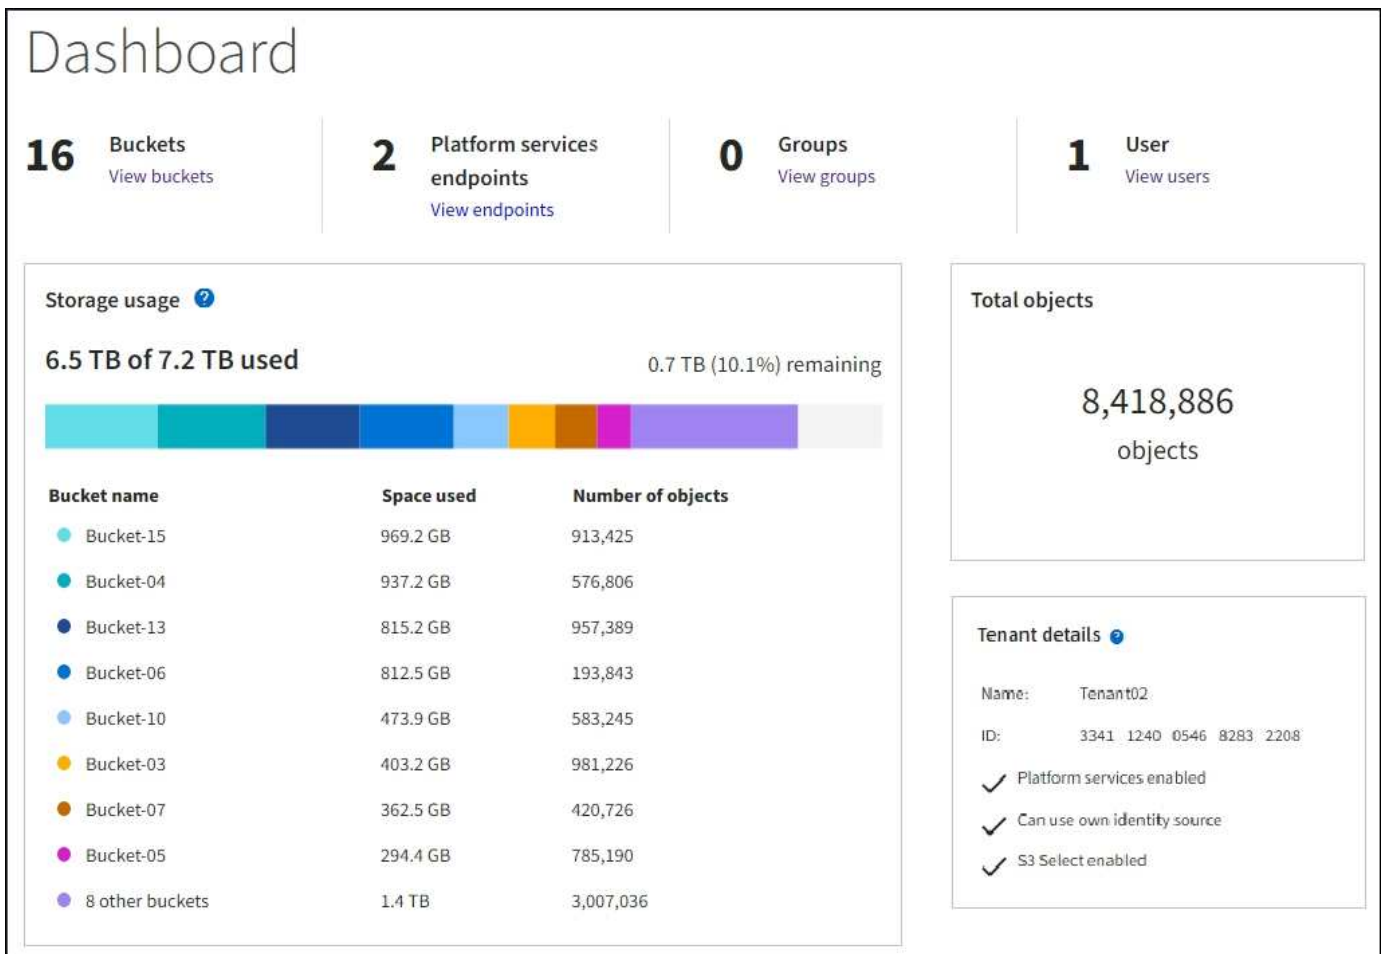 Dashboard
16 Buckets
View buckets
2 Platform services
endpoints
View endpoints
0 Groups
View groups
1 User
View users
Storage usage ?
6.5 TB of 7.2 TB used
0.7 TB (10.1%) remaining
Bucket name Space used Number of objects
Bucket-15 969.2 GB 913,425
Bucket-04 937.2 GB 576,806
Bucket-13 815.2 GB 957,389
Bucket-06 812.5 GB 193,843
Bucket-10 473.9 GB 583,245
Bucket-03 403.2 GB 981,226
Bucket-07 362.5 GB 420,726
Bucket-05 294.4 GB 785,190
8 other buckets 1.4 TB 3,007,036
Total objects
8,418,886
objects
Tenant details ?
Name: Tenant02
ID: 3341 1240 0546 8283 2208
Platform services enabled
Can use own identity source
S3 Select enabled